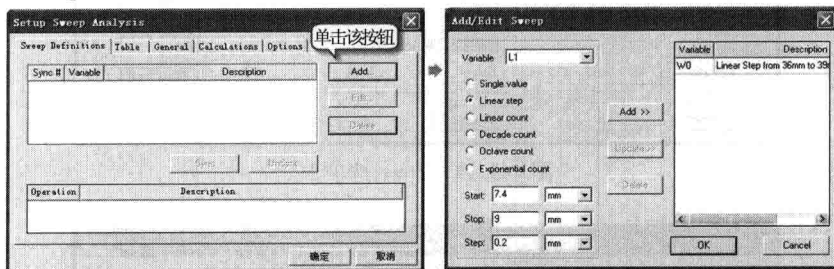 Setup Sweep Analysis
Sweep Definitions Table General Calculations Options
单击该按钮
Sync # Variable Description
Add...
Edit...
Delete
Sync Unsync
Operation Description
确定 取消
Add/Edit Sweep
Variable L1
Single value
Linear step
Linear count
Decade count
Octave count
Exponential count
Start: 7.4 mm
Stop: 9 mm
Step: 0.2 mm
Add >>
Update >>
Delete
Variable Description
W0 Linear Step from 36mm to 39m
OK Cancel